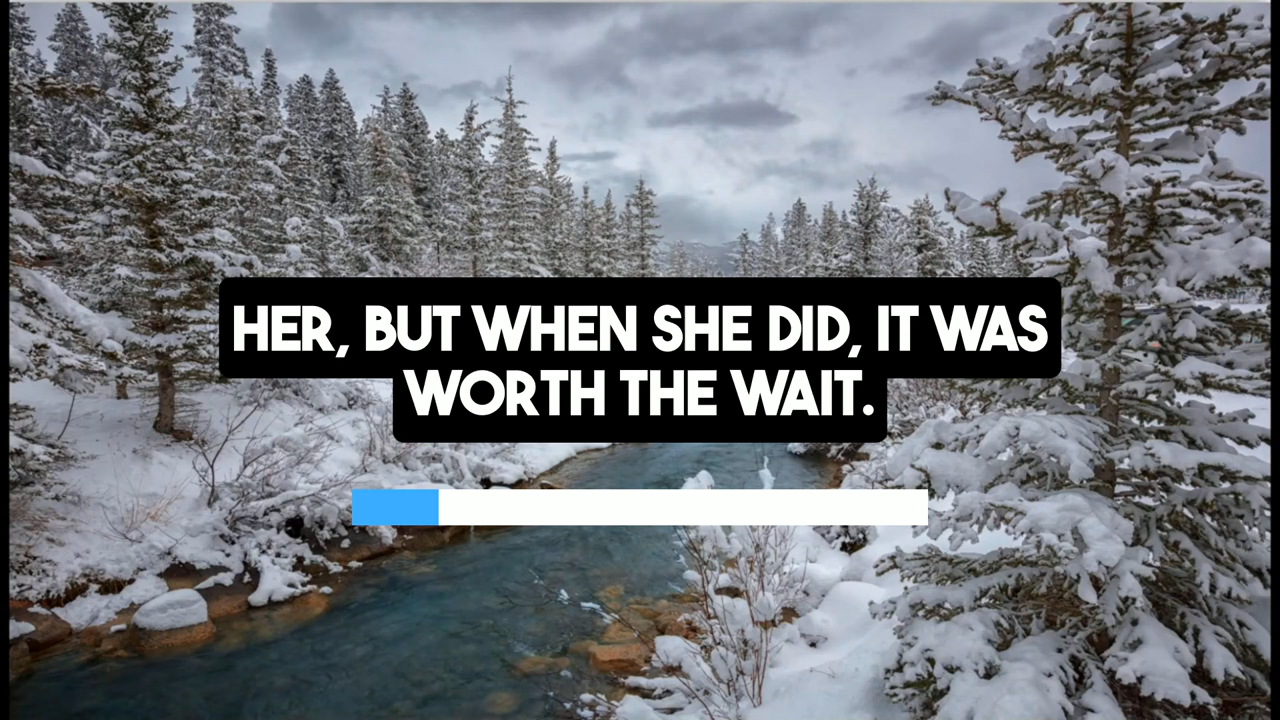 HER, BUT WHEN SHE DID, IT WAS
WORTH THE WAIT.